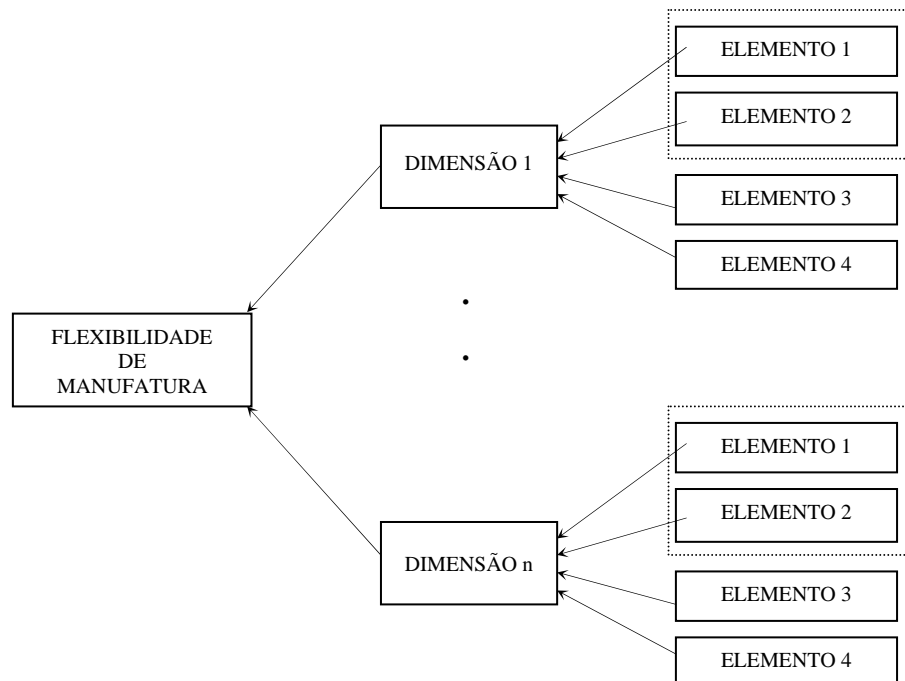 ELEMENTO 1
ELEMENTO 2
DIMENSÃO 1
ELEMENTO 3
ELEMENTO 4
FLEXIBILIDADE
DE
MANUFATURA
ELEMENTO 1
ELEMENTO 2
DIMENSÃO n
ELEMENTO 3
ELEMENTO 4